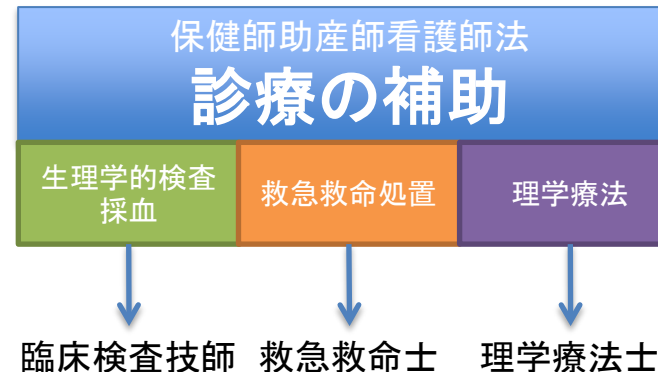 保健師助産師看護師法
診療の補助
生理学的検査
採血
救急救命処置
理学療法
臨床検査技師
救急救命士
理学療法士